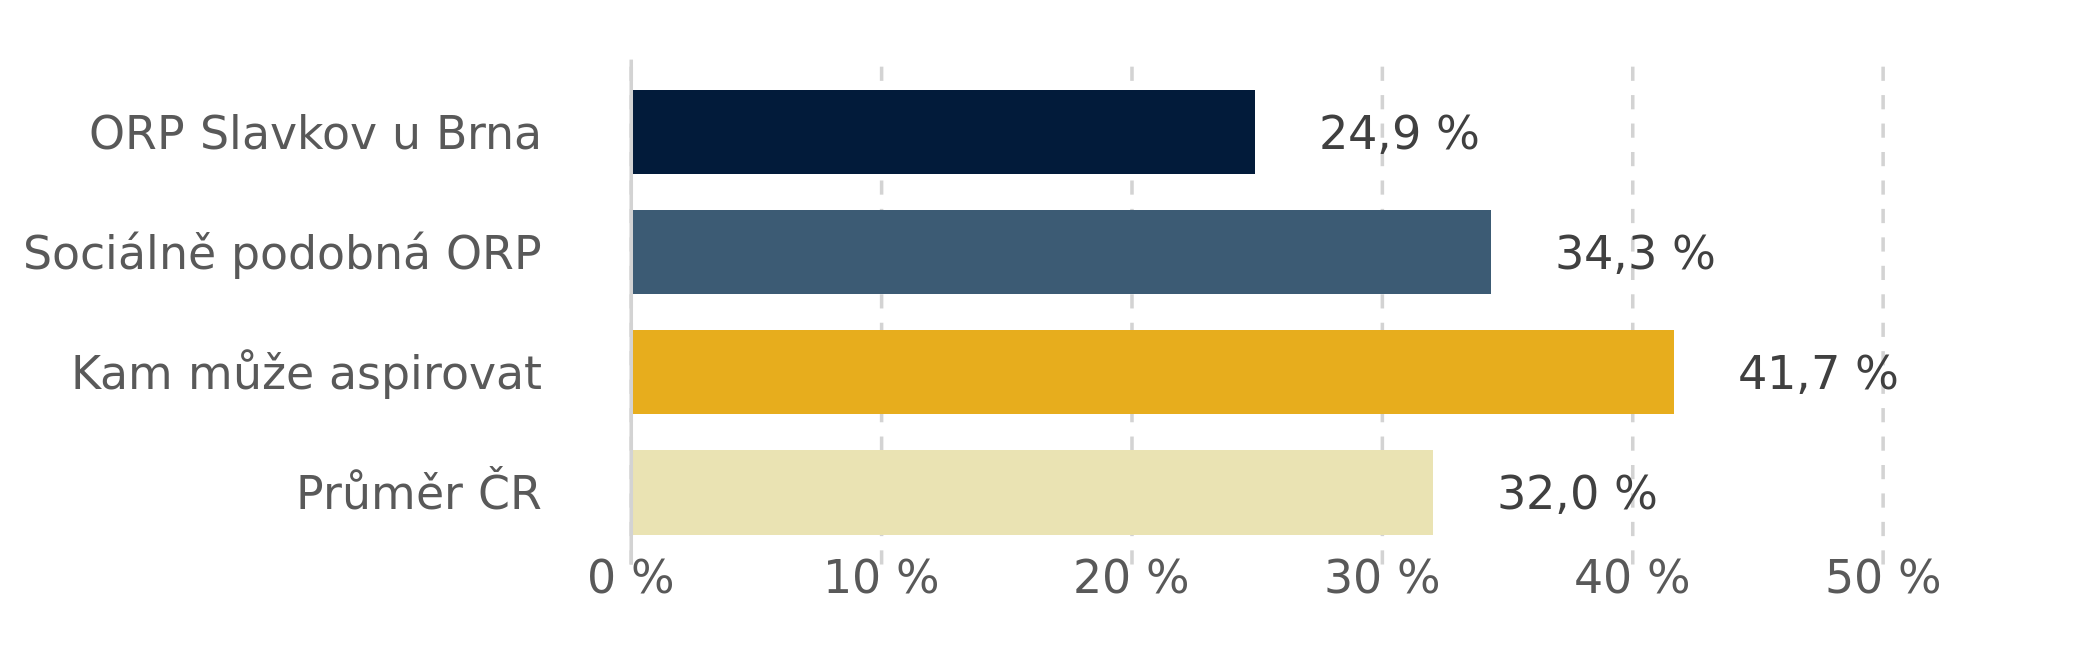 ORP Slavkov u Brna 24,9 %
Sociálně podobná ORP 34,3 %
Kam může aspirovat 41,7 %
Průměr ČR 32,0 %
0 % 10 % 20 % 30 % 40 % 50 %